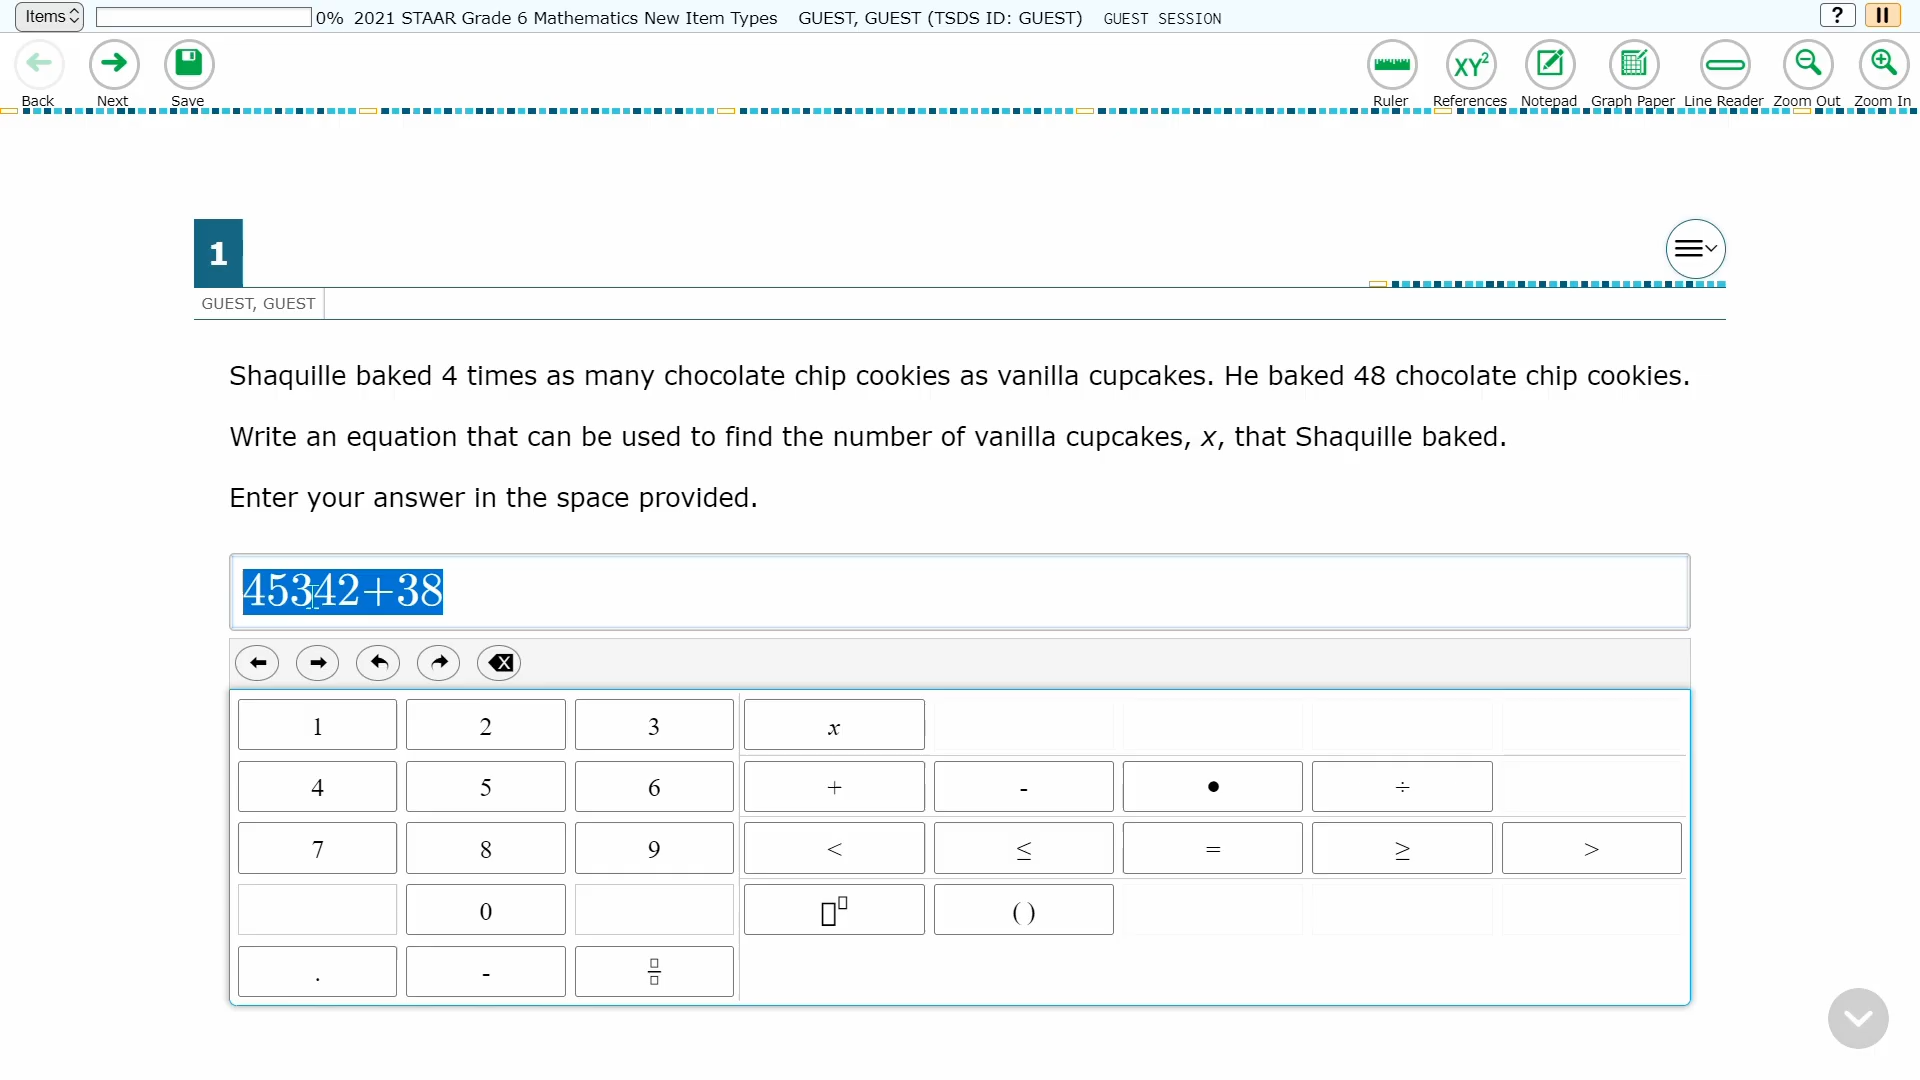 Items 0% 2021 STAAR Grade 6 Mathematics New Item Types GUEST, GUEST (TSDS ID: GUEST) GUEST SESSION ?
Back Next Save Ruler XY² References Notepad Graph Paper Line Reader Zoom Out Zoom In
1
GUEST, GUEST
Shaquille baked 4 times as many chocolate chip cookies as vanilla cupcakes. He baked 48 chocolate chip cookies.
Write an equation that can be used to find the number of vanilla cupcakes, x, that Shaquille baked.
Enter your answer in the space provided.
45342+38
1 2 3 x
4 5 6 + - • ÷
7 8 9 < ≤ = ≥ >
0 ▯▯ ( )
. - ▯/▯